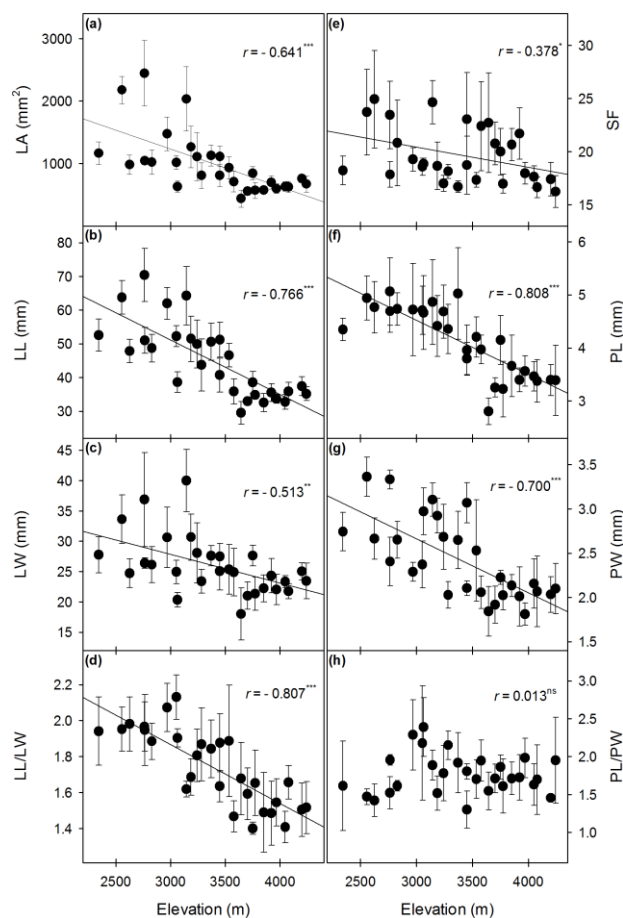 (a)
r = - 0.641***
LA (mm²)
3000
2000
1000
(e)
r = - 0.378*
SF
30
25
20
15
(b)
r = - 0.766***
LL (mm)
80
70
60
50
40
30
(f)
r = - 0.808***
PL (mm)
6
5
4
3
(c)
r = - 0.513**
LW (mm)
45
40
35
30
25
20
15
(g)
r = - 0.700***
PW (mm)
3.5
3.0
2.5
2.0
1.5
(d)
r = - 0.807***
LL/LW
2.2
2.0
1.8
1.6
1.4
(h)
r = 0.013ns
PL/PW
3.0
2.5
2.0
1.5
1.0
2500 3000 3500 4000
2500 3000 3500 4000
Elevation (m)
Elevation (m)